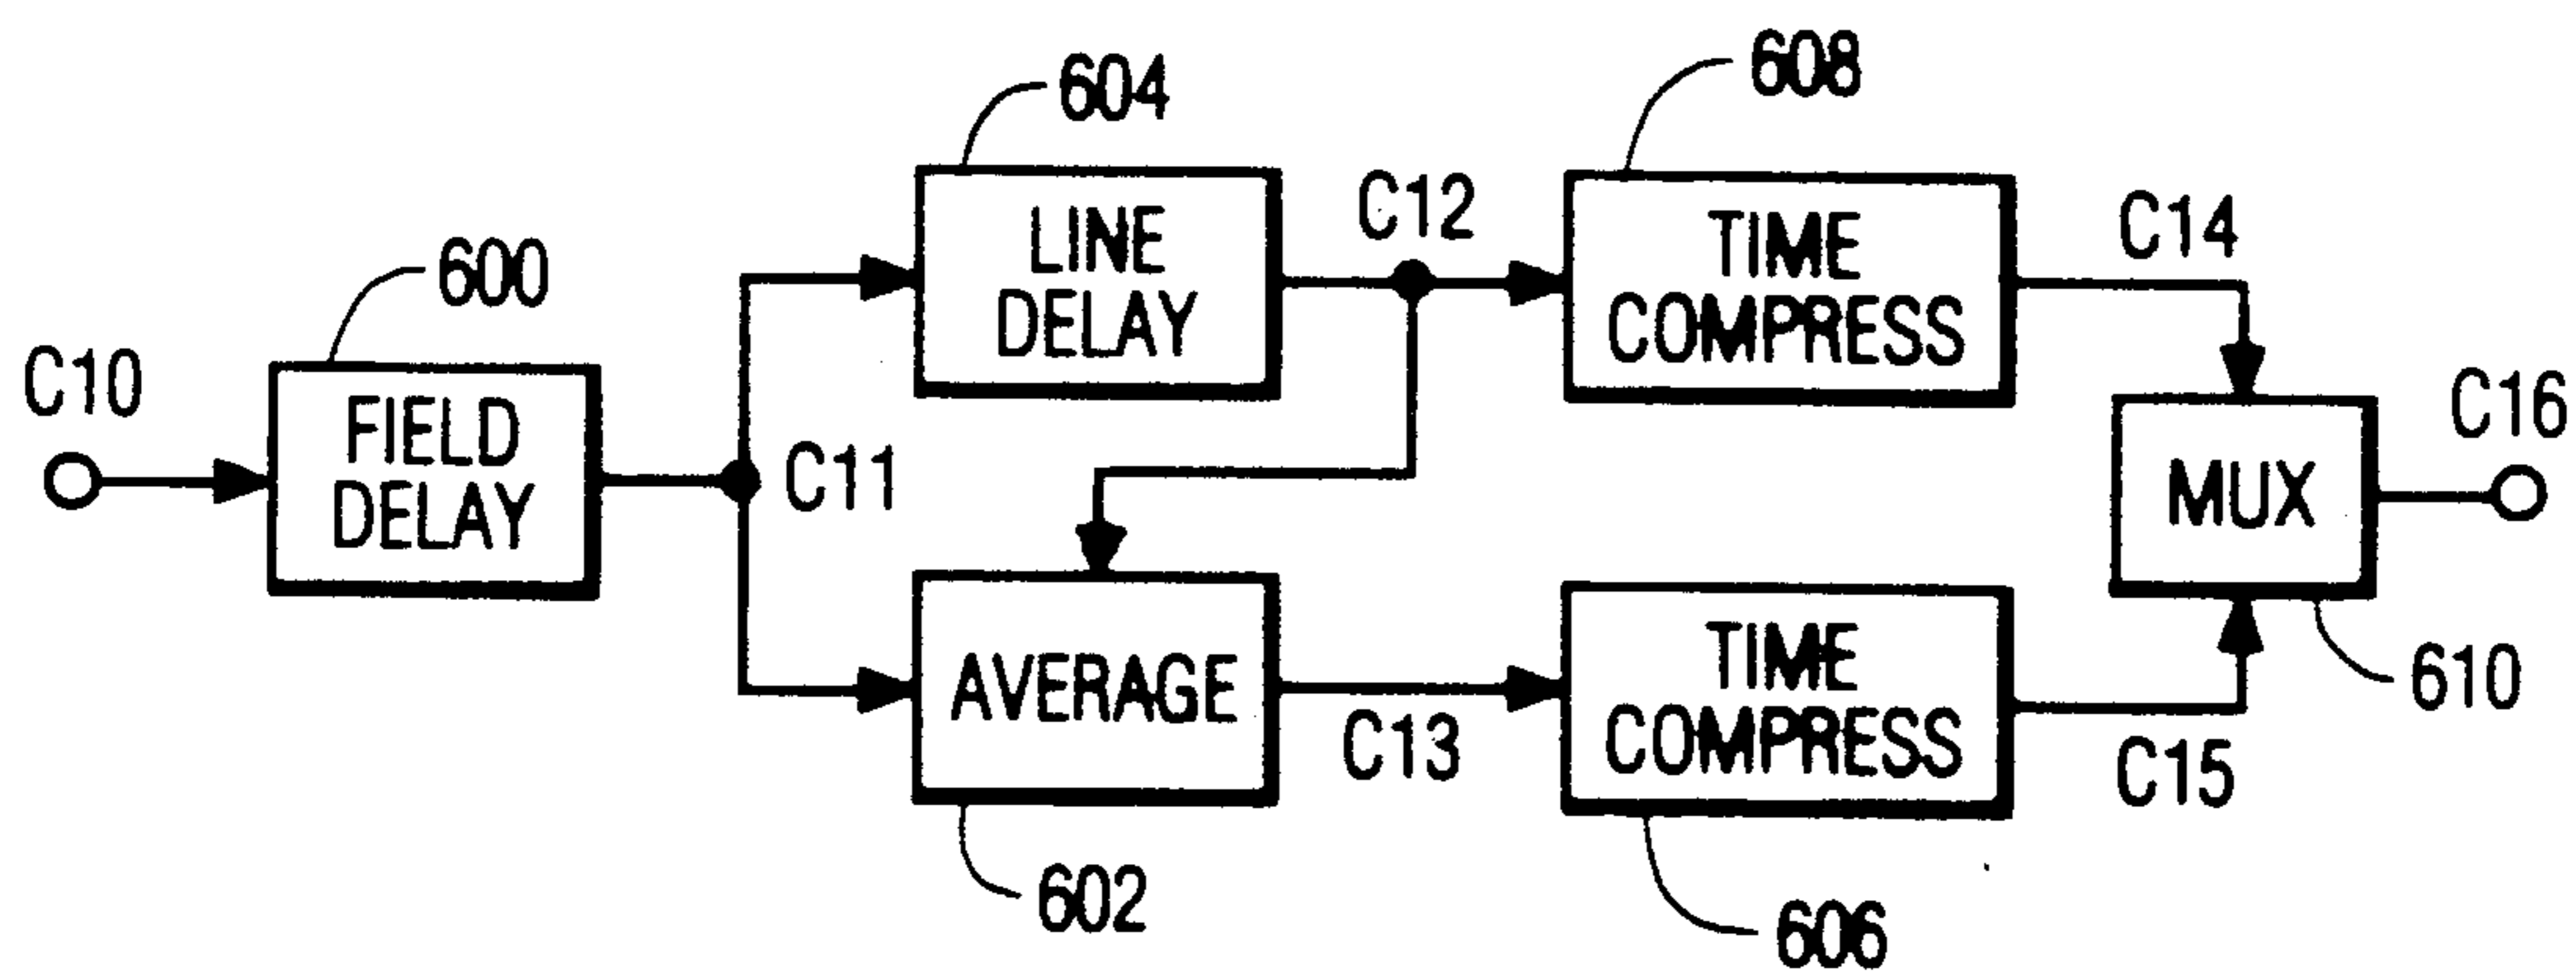 C10
600
FIELD
DELAY
C11
604
LINE
DELAY
C12
AVERAGE
602
C13
608
TIME
COMPRESS
C14
TIME
COMPRESS
606
C15
MUX
610
C16